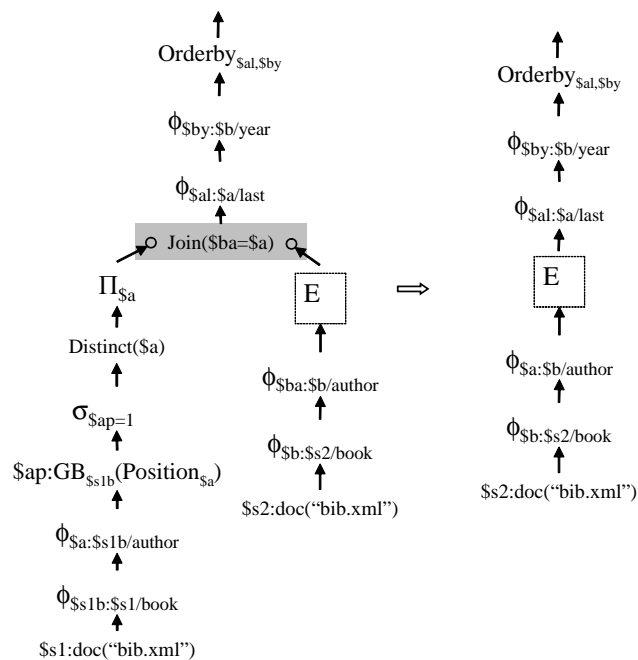 Orderby$al,$by
ϕ$by:$b/year
ϕ$al:$a/last
Join($ba=$a)
Π$a
Distinct($a)
σ$ap=1
$ap:GB$s1b(Position$a)
ϕ$a:$s1b/author
ϕ$s1b:$s1/book
$s1:doc(“bib.xml”)
E
ϕ$ba:$b/author
ϕ$b:$s2/book
$s2:doc(“bib.xml”)
⇨
Orderby$al,$by
ϕ$by:$b/year
ϕ$al:$a/last
E
ϕ$a:$b/author
ϕ$b:$s2/book
$s2:doc(“bib.xml”)